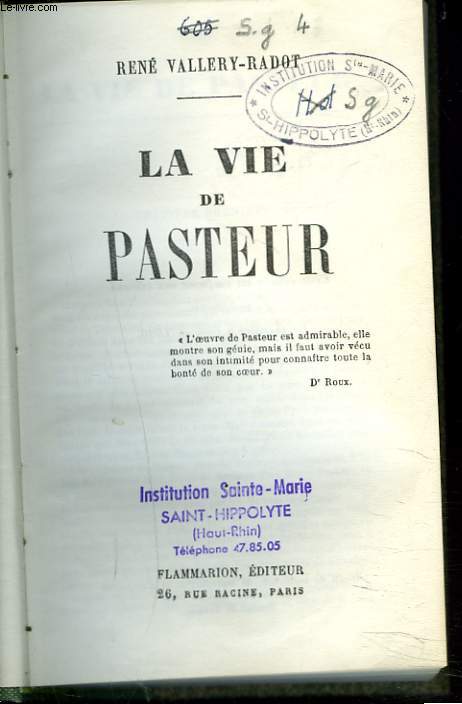 Le-livre.com
605 S.g 4
RENÉ VALLERY-RADOT
INSTITUTION Ste-MARIE
Sg
St-HIPPOLYTE (Ht-Rhin)
LA VIE
DE
PASTEUR
« L'œuvre de Pasteur est admirable, elle
montre son génie, mais il faut avoir vécu
dans son intimité pour connaître toute la
bonté de son cœur. »
Dr ROUX.
Institution Sainte-Marie
SAINT-HIPPOLYTE
(Haut-Rhin)
Téléphone 47.85.05
FLAMMARION, ÉDITEUR
26, RUE RACINE, PARIS